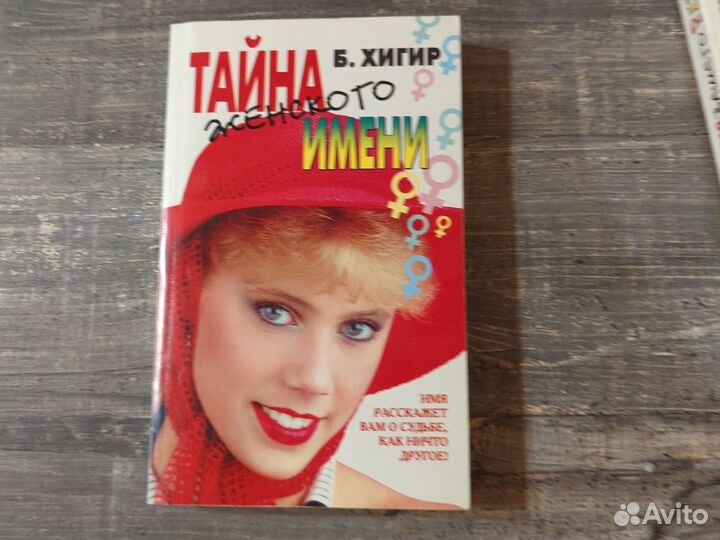 ТАЙНА
Б. ХИГИР
женского
ИМЕНИ
ИМЯ
РАССКАЖЕТ
ВАМ О СУДЬБЕ,
КАК НИЧТО
ДРУГОЕ!
Avito